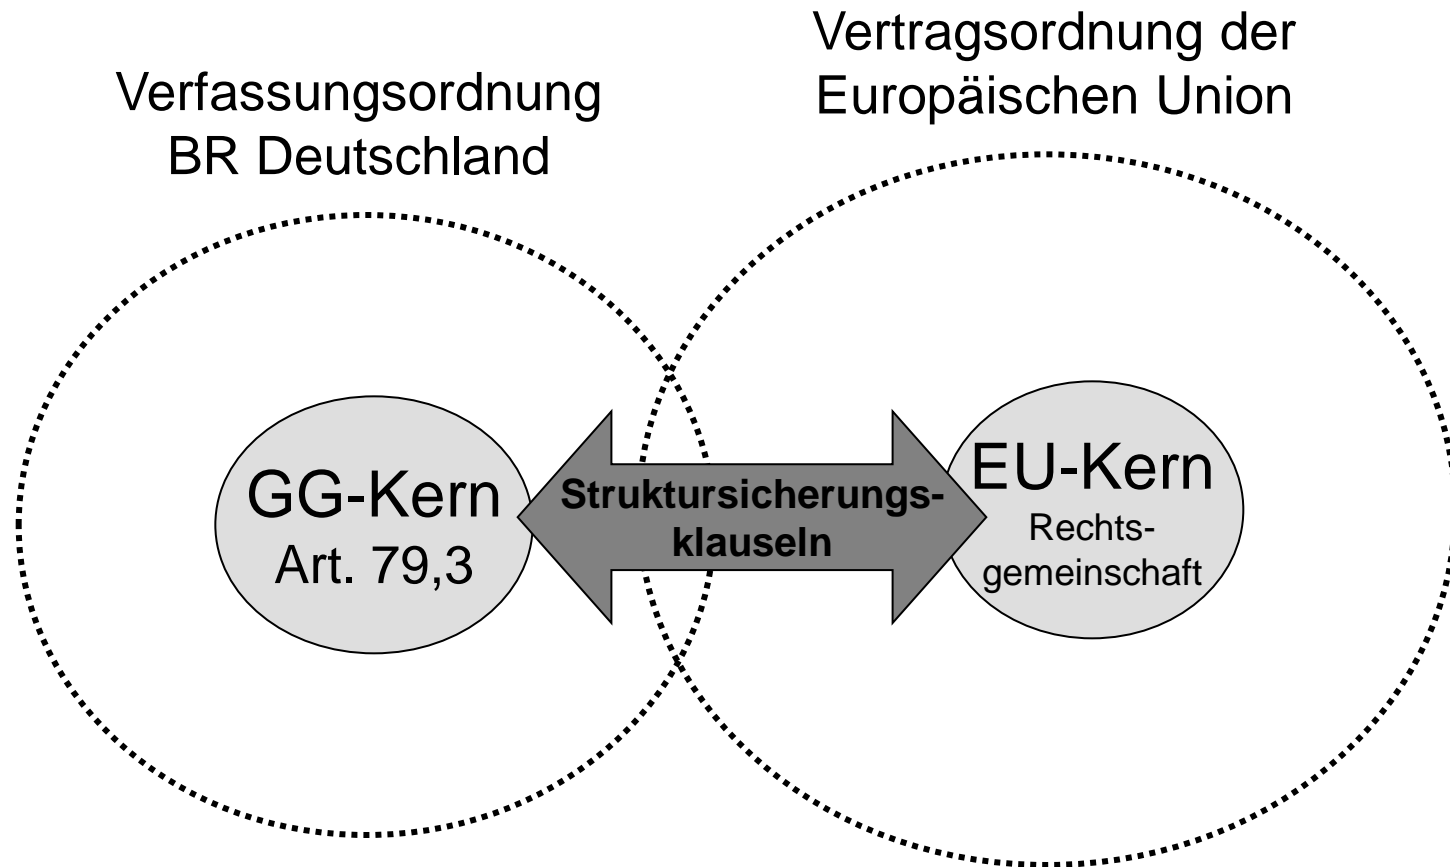 Verfassungsordnung
BR Deutschland
Vertragsordnung der
Europäischen Union
GG-Kern
Art. 79,3
Struktursicherungs-
klauseln
EU-Kern
Rechts-
gemeinschaft